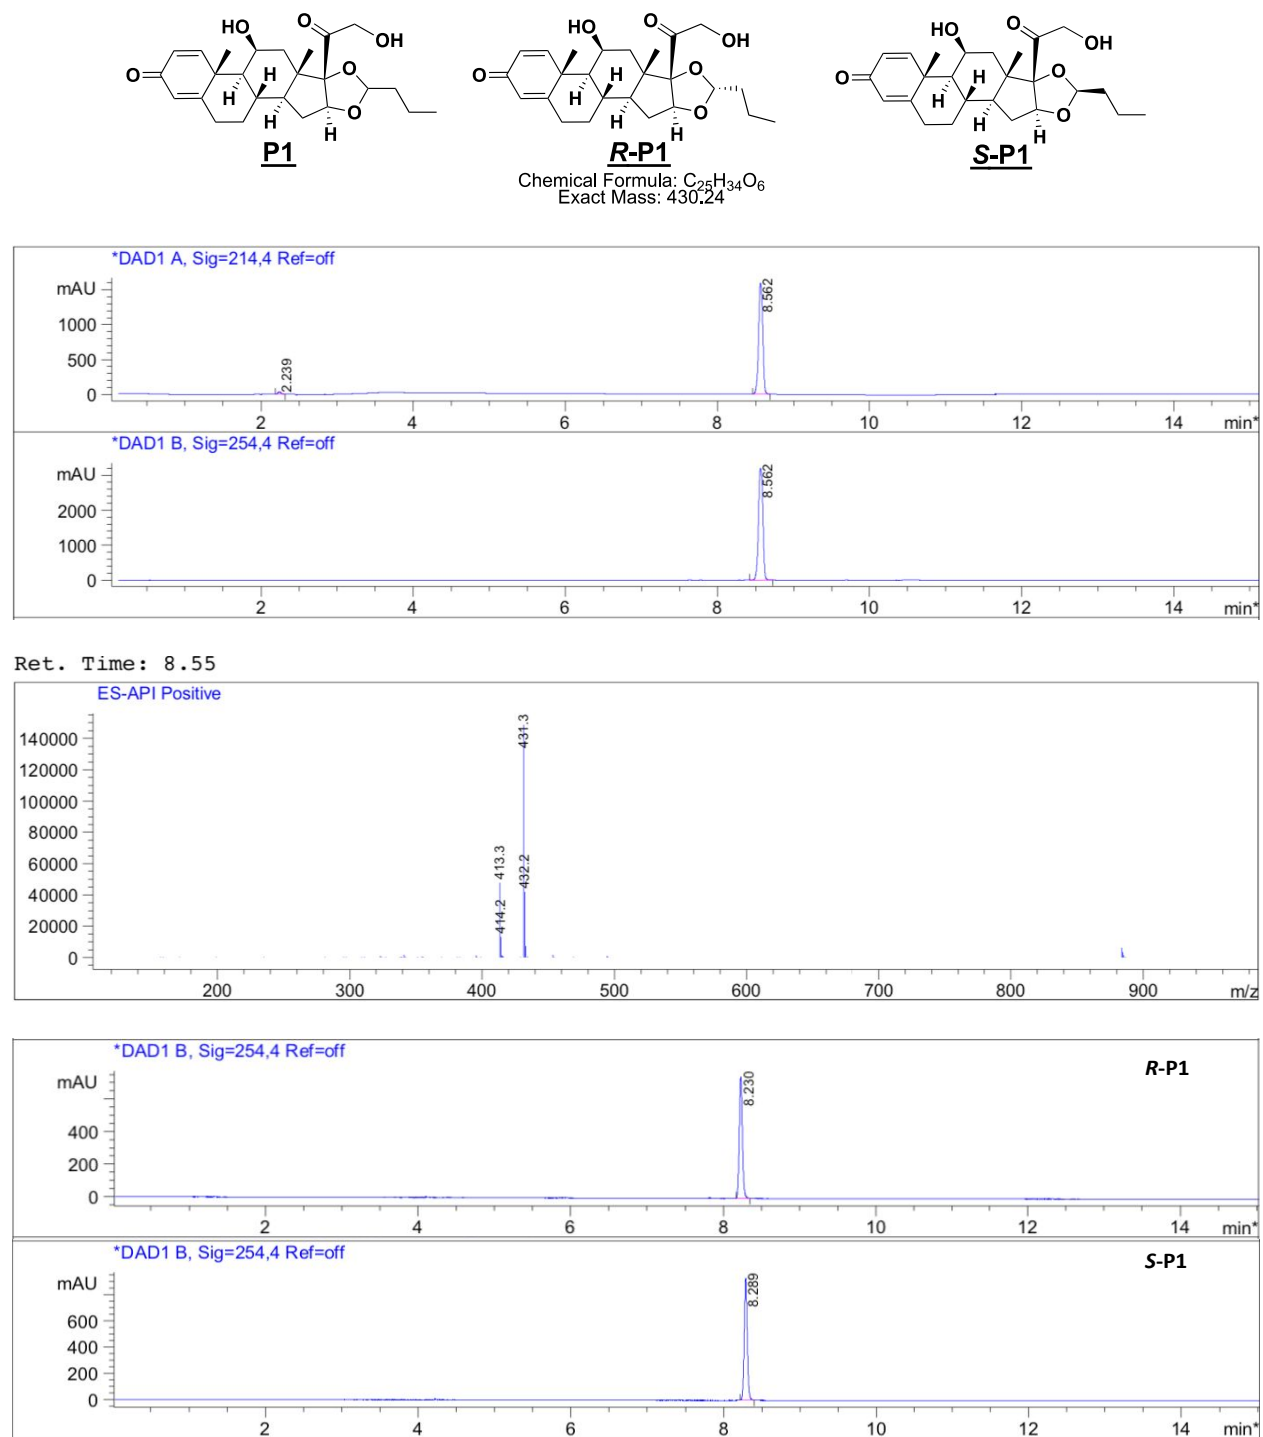 HO O OH O O O H H H H
P1
HO O OH O O O H H H H
R-P1
Chemical Formula: C25H34O6
Exact Mass: 430.24
HO O OH O O O H H H H
S-P1
*DAD1 A, Sig=214,4 Ref=off
mAU
1000
500
0
2.239
8.562
2 4 6 8 10 12 14 min*
*DAD1 B, Sig=254,4 Ref=off
mAU
2000
1000
0
8.562
2 4 6 8 10 12 14 min*
Ret. Time: 8.55
ES-API Positive
140000
120000
100000
80000
60000
40000
20000
0
413.3
414.2
431.3
432.2
200 300 400 500 600 700 800 900 m/z
*DAD1 B, Sig=254,4 Ref=off
R-P1
mAU
400
200
0
8.230
2 4 6 8 10 12 14 min*
*DAD1 B, Sig=254,4 Ref=off
S-P1
mAU
600
400
200
0
8.289
2 4 6 8 10 12 14 min*